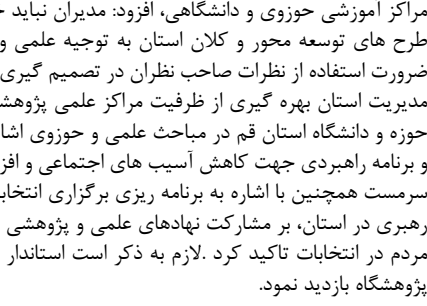 مراکز آموزشی حوزوی و دانشگاهی، افزود: مدیران نباید
طرح های توسعه محور و کلان استان به توجیه علمی و
ضرورت استفاده از نظرات صاحب نظران در تصمیم گیری
مدیریت استان بهره گیری از ظرفیت مراکز علمی پژوهش
حوزه و دانشگاه استان قم در مباحث علمی و حوزوی اشا
و برنامه راهبردی جهت کاهش آسیب های اجتماعی و افز
سرمست همچنین با اشاره به برنامه ریزی برگزاری انتخاب
رهبری در استان، بر مشارکت نهادهای علمی و پژوهشی
مردم در انتخابات تاکید کرد .لازم به ذکر است استاندار
پژوهشگاه بازدید نمود.